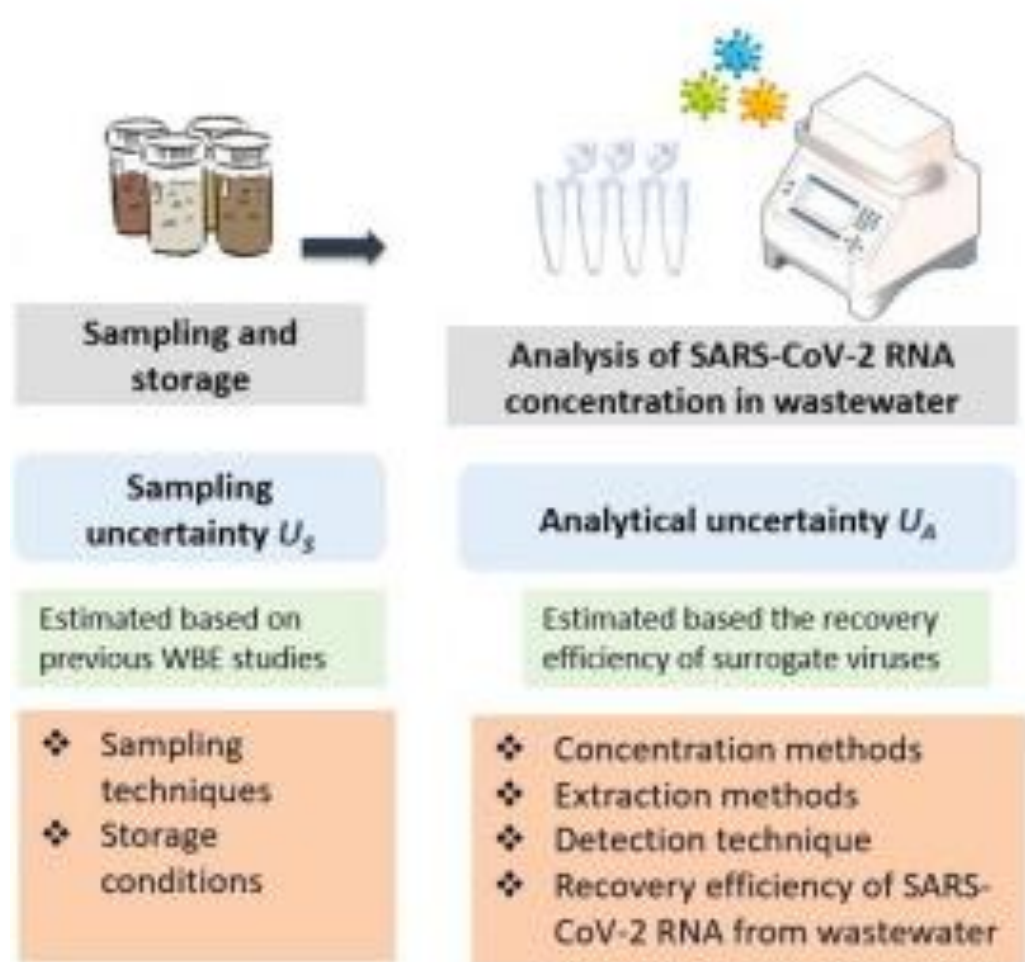 Sampling and
storage
Analysis of SARS-CoV-2 RNA
concentration in wastewater
Sampling
uncertainty U_S
Analytical uncertainty U_A
Estimated based on
previous WBE studies
Estimated based the recovery
efficiency of surrogate viruses
❖ Sampling
techniques
❖ Storage
conditions
❖ Concentration methods
❖ Extraction methods
❖ Detection technique
❖ Recovery efficiency of SARS-
CoV-2 RNA from wastewater